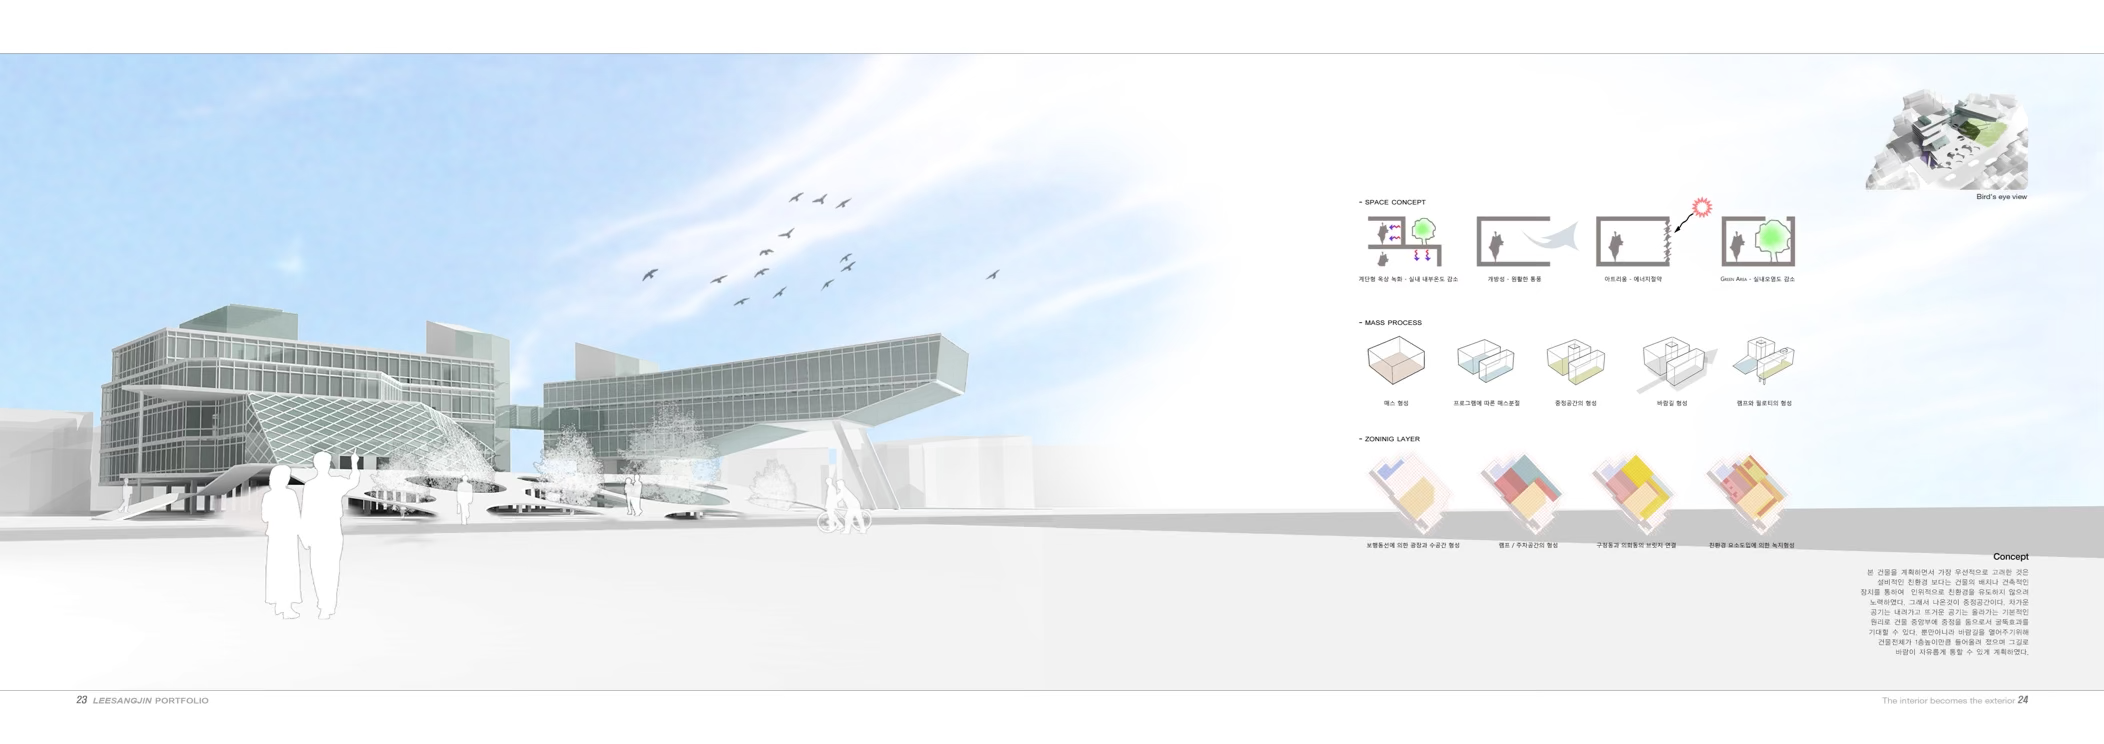 Bird's eye view
- SPACE CONCEPT
계단형 옥상 녹화 - 실내 내부온도 감소
개방성 - 원활한 통풍
아트리움 - 에너지절약
GREEN AREA - 실내오염도 감소
- MASS PROCESS
매스 형성
프로그램에 따른 매스분할
중정공간의 형성
바람길 형성
램프와 필로티의 형성
- ZONINIG LAYER
보행동선에 의한 광장과 수공간 형성
램프 / 주차공간의 형성
구청동과 의회동의 브릿지 연결
친환경 요소도입에 의한 녹지형성
Concept
본 건물을 계획하면서 가장 우선적으로 고려한 것은
설비적인 친환경 보다는 건물의 배치나 건축적인
장치를 통하여 인위적으로 친환경을 유도하지 않으려
노력하였다. 그래서 나온것이 중정공간이다. 차가운
공기는 내려가고 뜨거운 공기는 올라가는 기본적인
원리로 건물 중앙부에 중정을 둠으로서 굴뚝효과를
기대할 수 있다. 뿐만아니라 바람길을 열어주기위해
건물전체가 1층높이만큼 들어올려 졌으며 그길로
바람이 자유롭게 통할 수 있게 계획하였다.
23 LEESANGJIN PORTFOLIO
The interior becomes the exterior 24